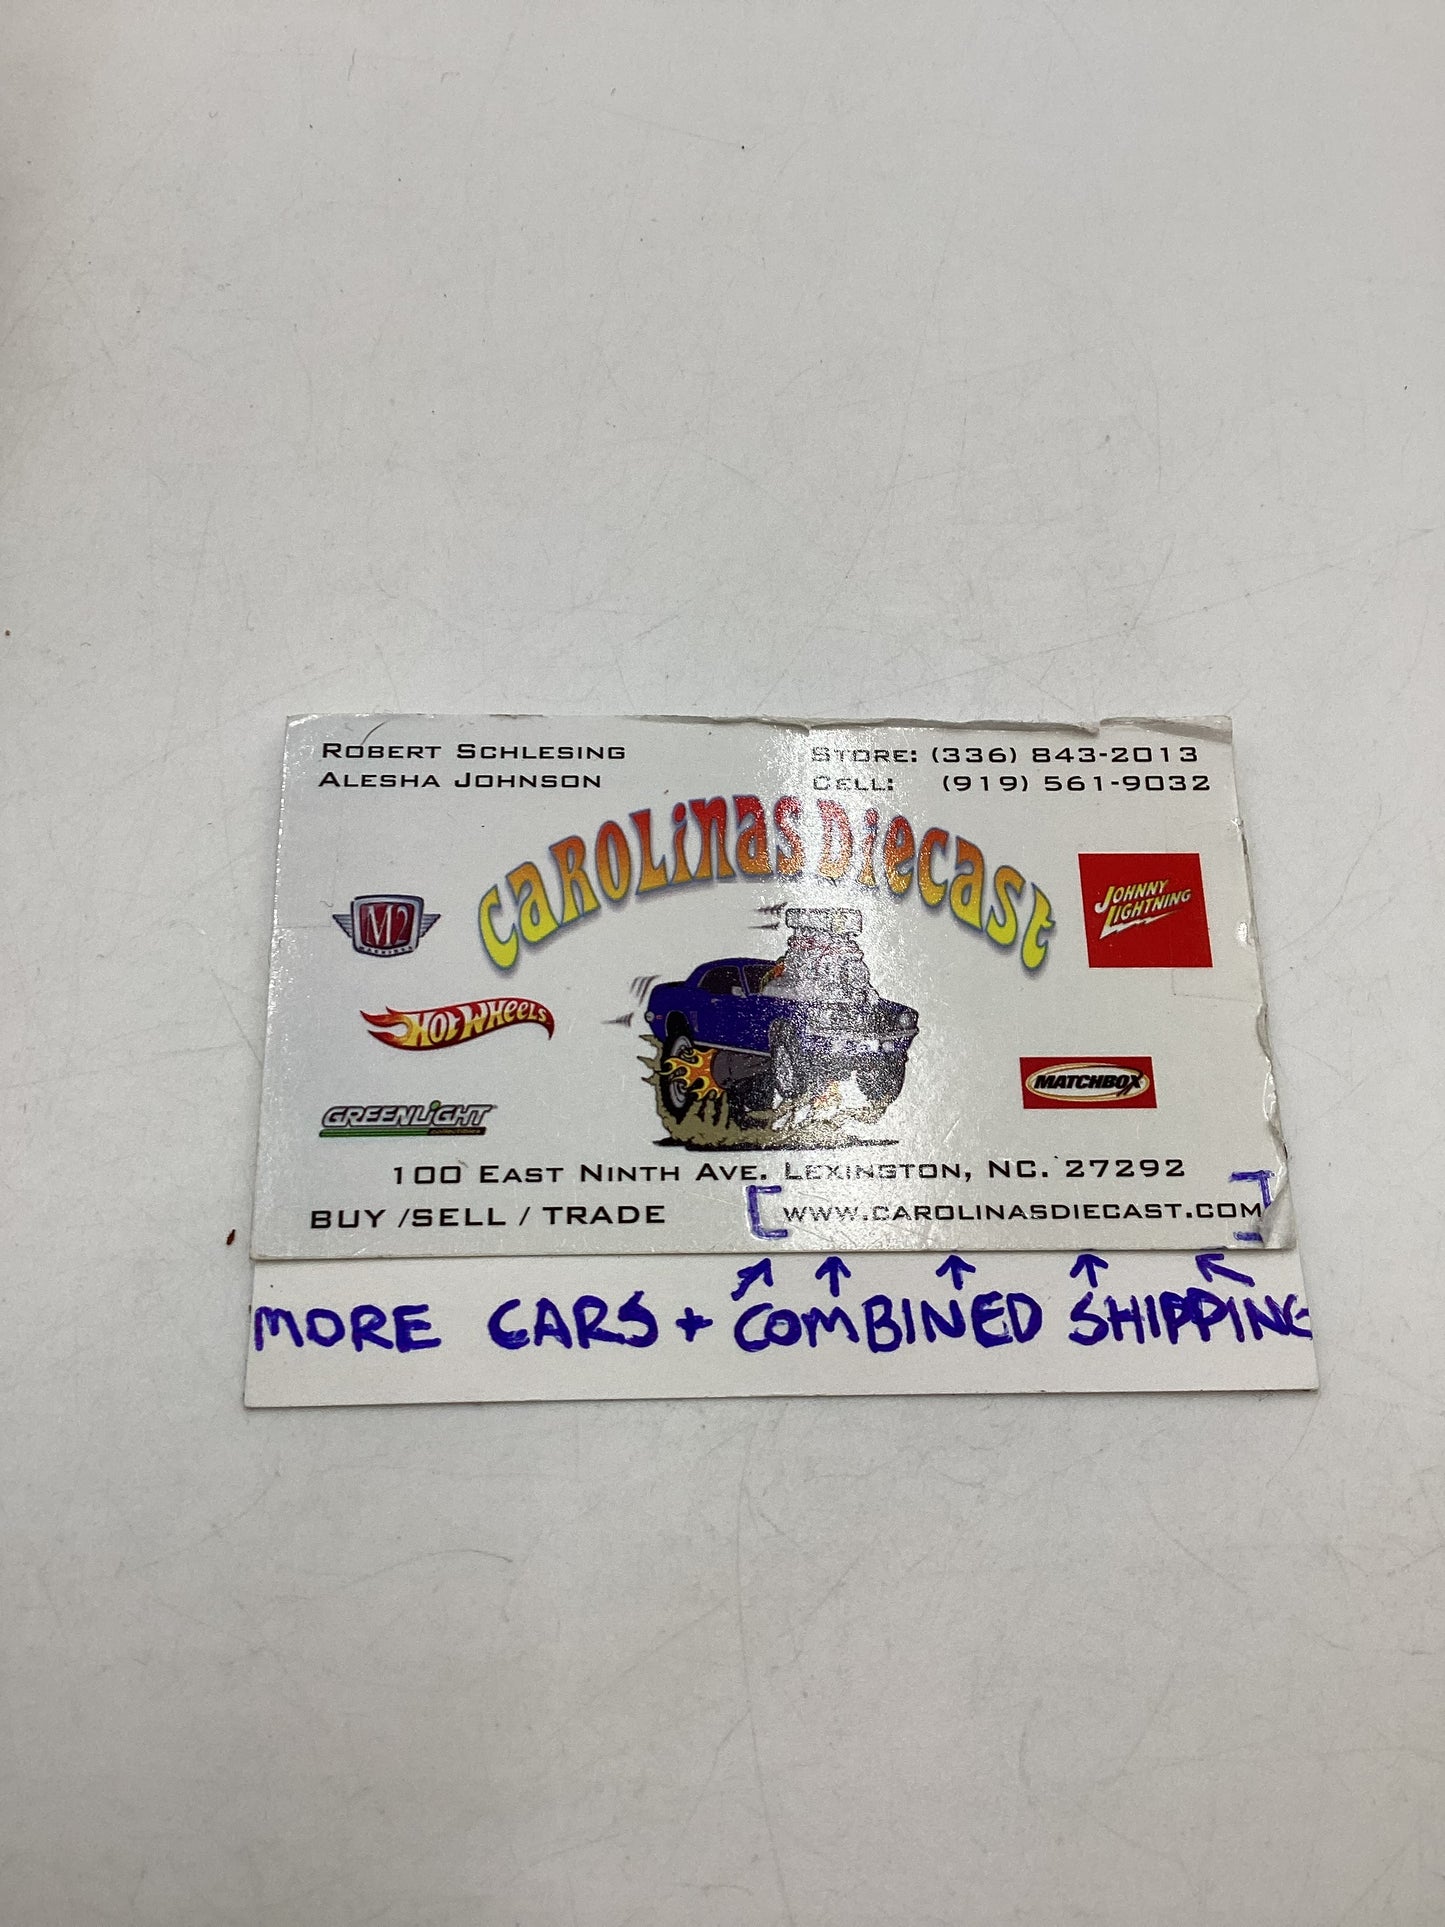 ROBERT SCHLESING
ALESHA JOHNSON
STORE: (336) 843-2013
CELL: (919) 561-9032
CAROLINAS DIECAST
M2
MACHINES
JOHNNY LIGHTNING
HOT WHEELS
MATCHBOX
GREENLIGHT
100 EAST NINTH AVE. LEXINGTON, NC. 27292
BUY /SELL / TRADE
WWW.CAROLINASDIECAST.COM
MORE CARS + COMBINED SHIPPING